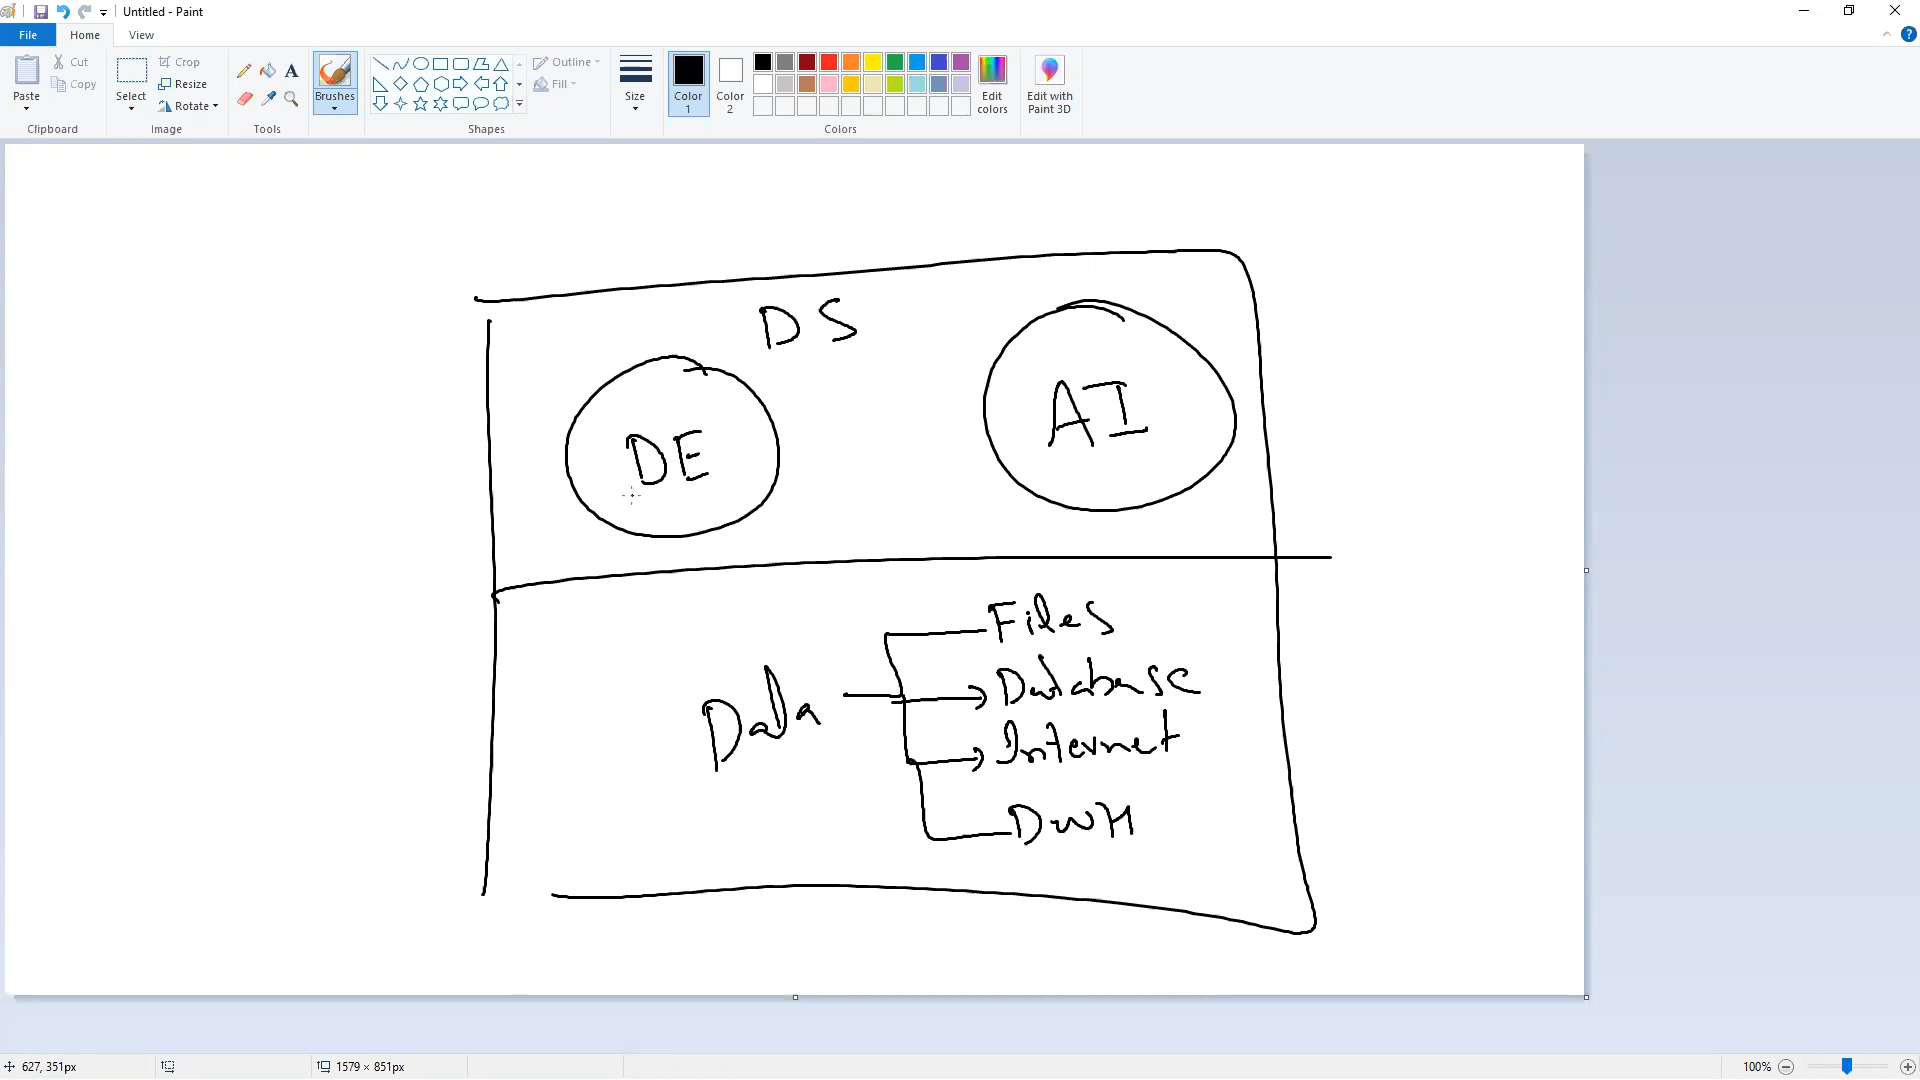 Untitled - Paint
File Home View
Paste
Cut
Copy
Clipboard
Select
Crop
Resize
Rotate
Image
A
Tools
Brushes
Shapes
Outline
Fill
Size
Color 1
Color 2
Colors
Edit colors
Edit with Paint 3D
?
DS
DE
AI
Data
Files
Database
Internet
DWH
627, 351px
1579 × 851px
100%